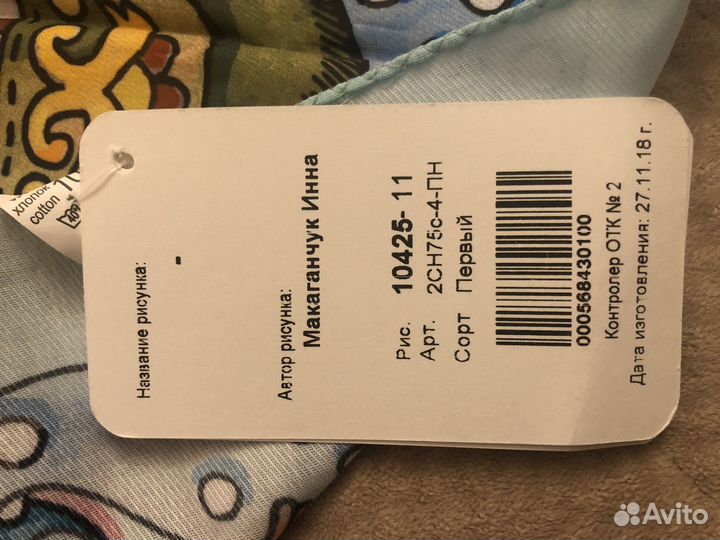 Название рисунка:
-
Автор рисунка:
Макаганчук Инна
Рис. 10425- 11
Арт. 2СН75с-4-ПН
Сорт Первый
000568430100
Контролер ОТК № 2
Дата изготовления: 27.11.18 г.
хлопок
cotton
Avito